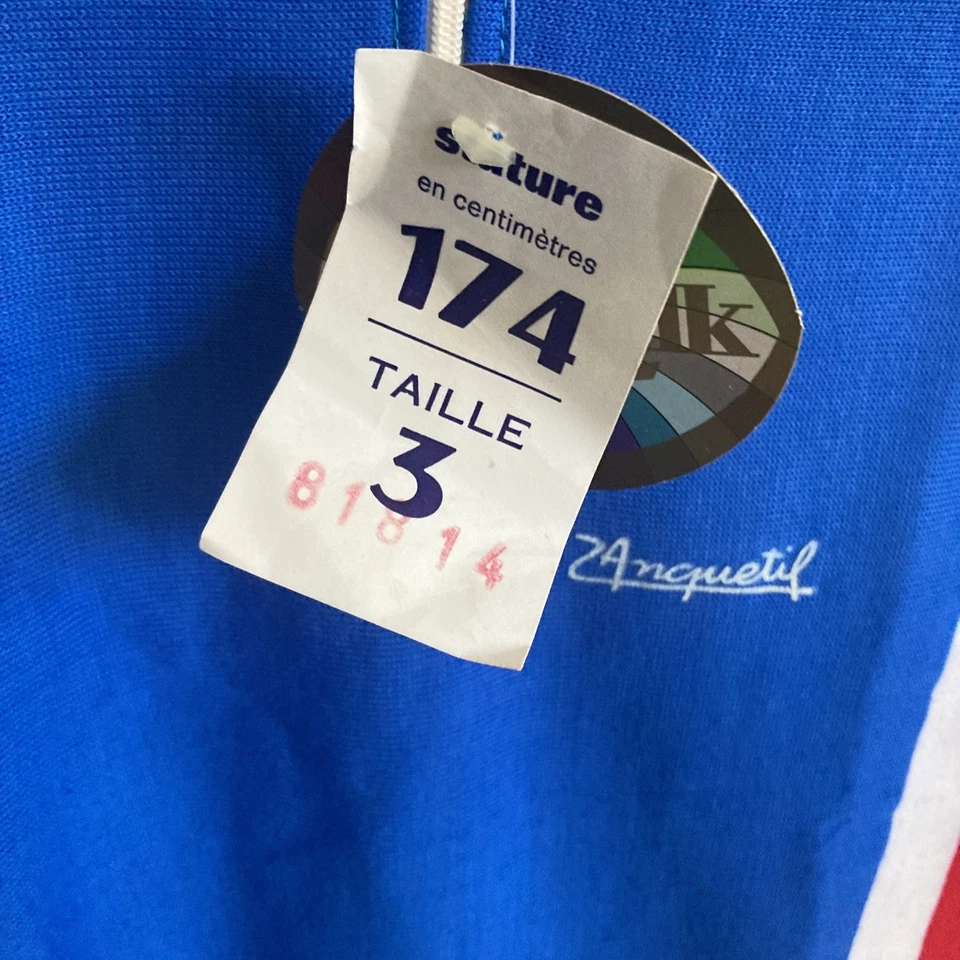 stature
en centimètres
174
TAILLE
3
81814
Anquetil